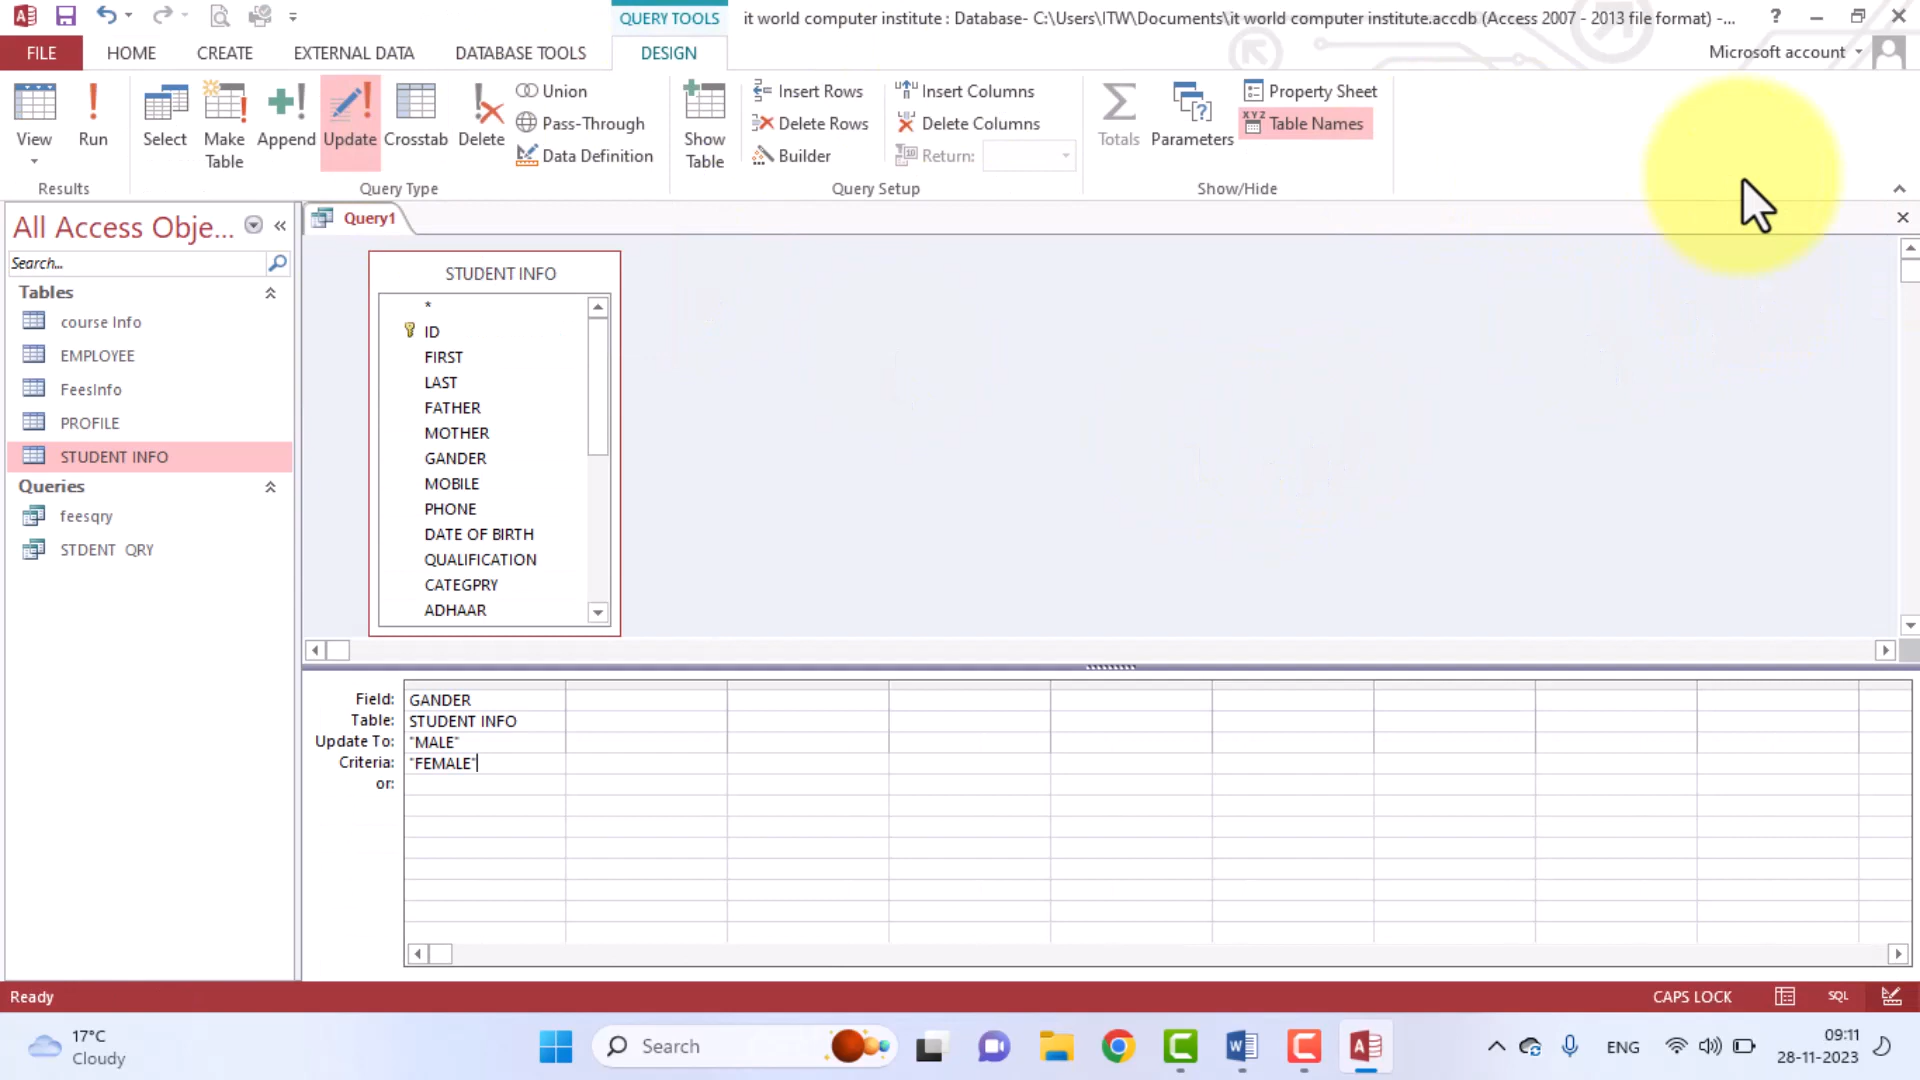 QUERY TOOLS
it world computer institute : Database- C:\Users\ITW\Documents\it world computer institute.accdb (Access 2007 - 2013 file format) -...
FILE
HOME
CREATE
EXTERNAL DATA
DATABASE TOOLS
DESIGN
Microsoft account
View
Run
Select
Make Table
Append
Update
Crosstab
Delete
Union
Pass-Through
Data Definition
Show Table
Insert Rows
Delete Rows
Builder
Insert Columns
Delete Columns
Return:
Totals
Parameters
Property Sheet
Table Names
Results
Query Type
Query Setup
Show/Hide
All Access Obje...
Query1
Search...
Tables
course Info
EMPLOYEE
FeesInfo
PROFILE
STUDENT INFO
Queries
feesqry
STDENT QRY
STUDENT INFO
*
ID
FIRST
LAST
FATHER
MOTHER
GANDER
MOBILE
PHONE
DATE OF BIRTH
QUALIFICATION
CATEGPRY
ADHAAR
Field: GANDER
Table: STUDENT INFO
Update To: "MALE"
Criteria: "FEMALE"
or:
Ready
CAPS LOCK
SQL
17°C
Cloudy
Search
ENG
09:11
28-11-2023